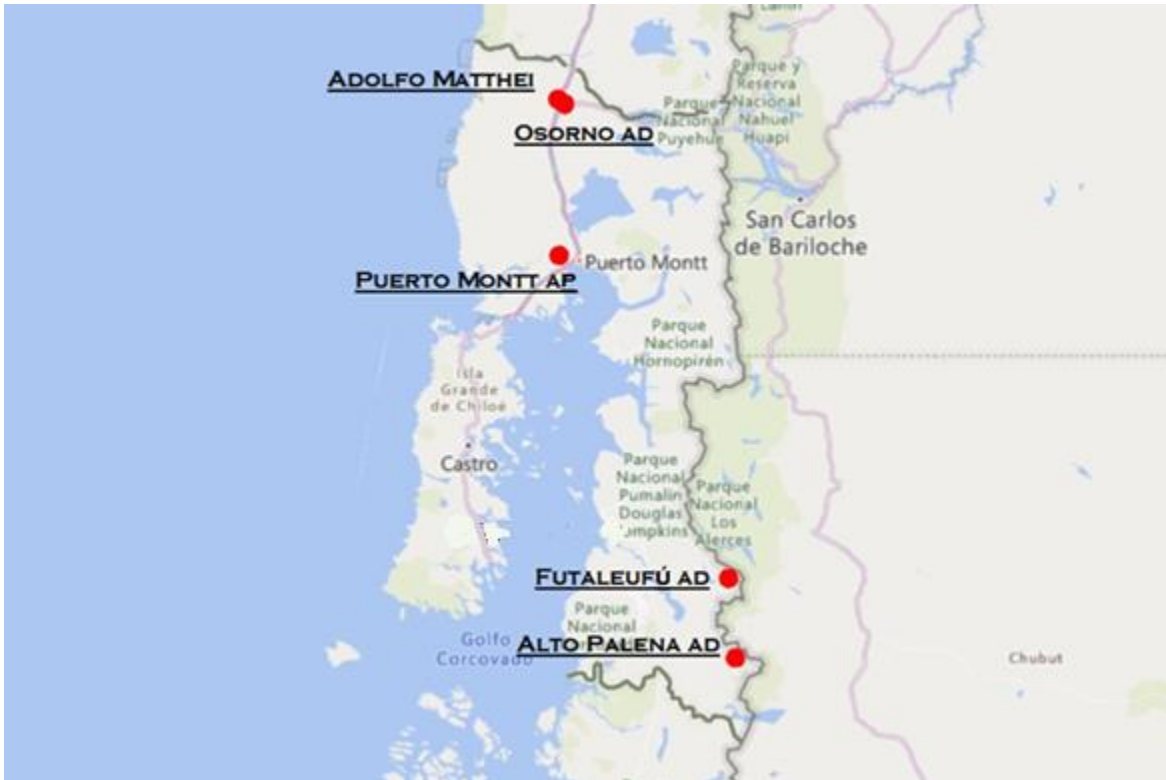 Lanín
ADOLFO MATTHEI
Parque y
Reserva
Nacional
Nahuel
Huapi
Parque
Nacional
Puyehue
OSORNO AD
San Carlos
de Bariloche
Puerto Montt
PUERTO MONTT AP
Parque
Nacional
Hornopirén
Isla
Grande
de Chiloé
Castro
Parque
Nacional
Pumalín
Douglas
Parque
Nacional
Los
Alerces
FUTALEUFÚ AD
Parque
Nacional
ALTO PALENA AD
Golfo
Corcovado
Chubut